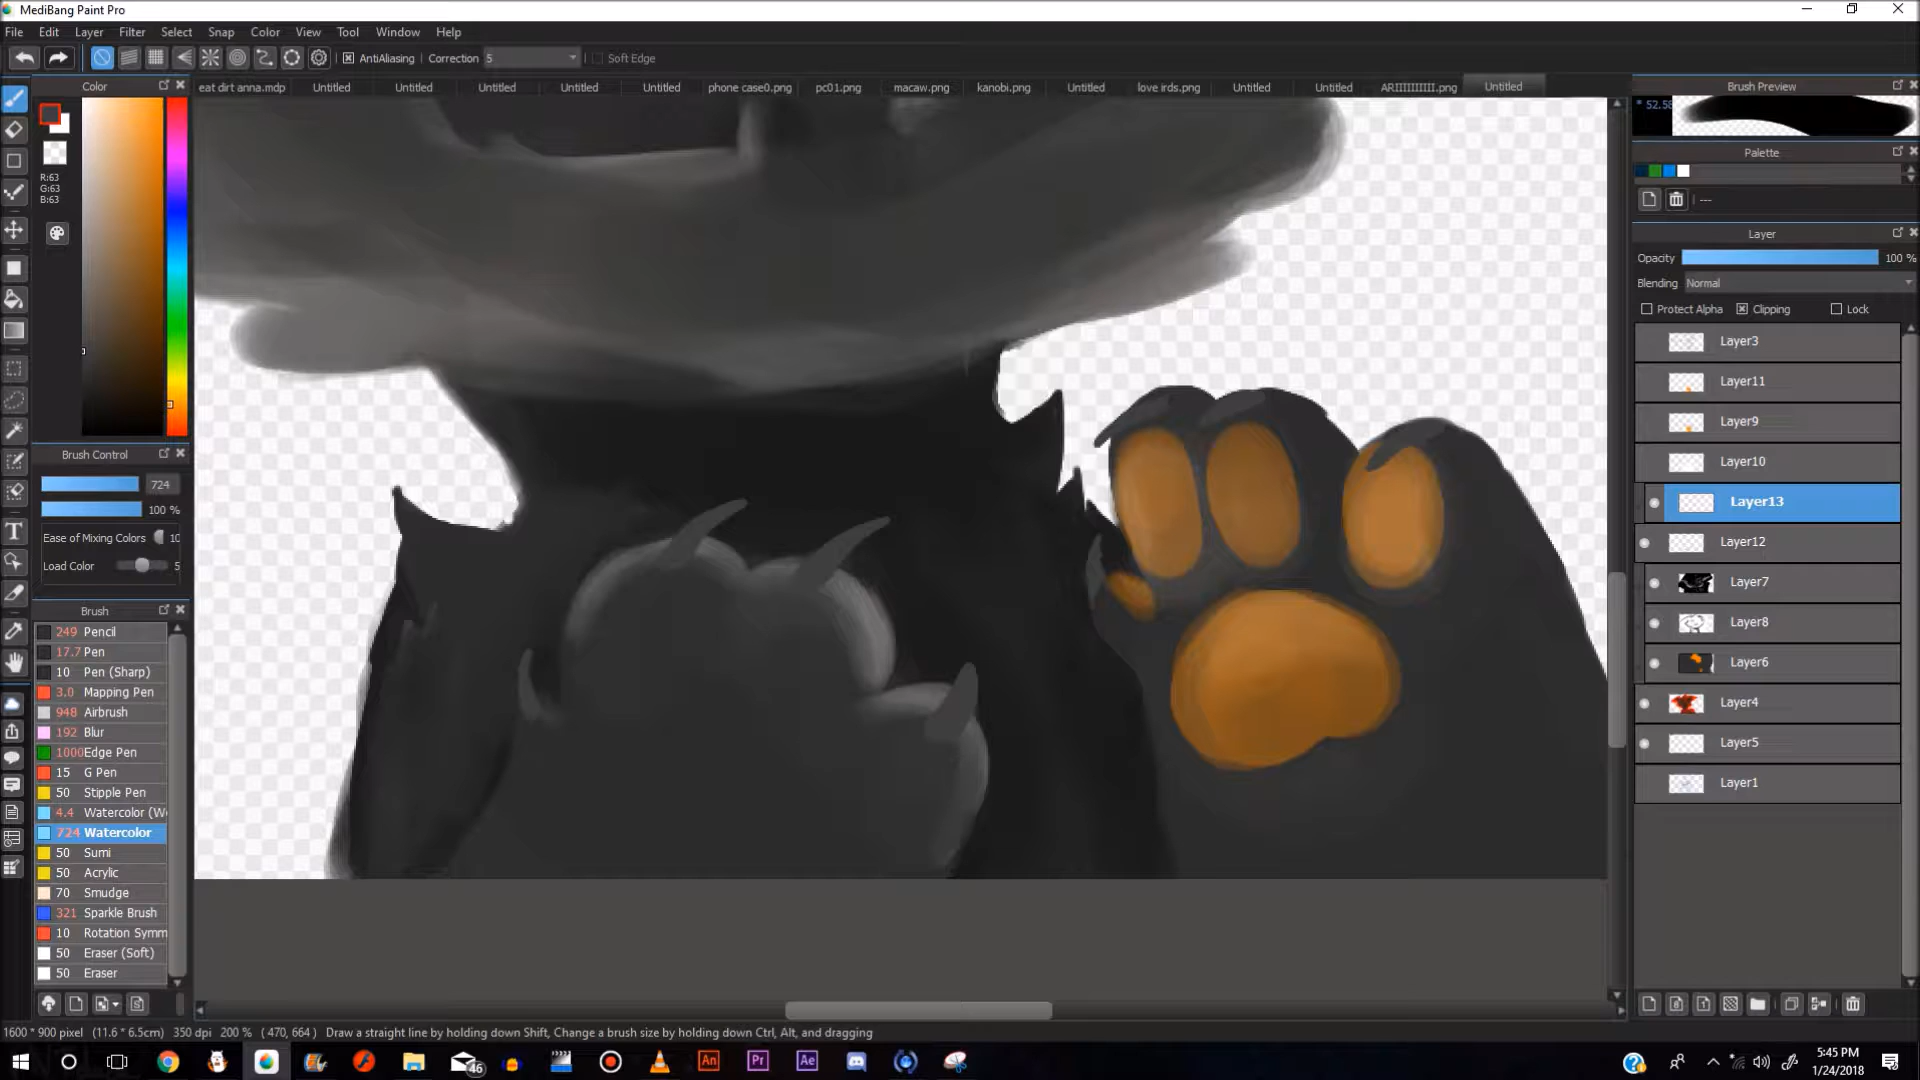 MediBang Paint Pro
File Edit Layer Filter Select Snap Color View Tool Window Help
AntiAliasing Correction 5 Soft Edge
Color
eat dirt anna.mdp Untitled Untitled Untitled Untitled Untitled phone case0.png pc01.png macaw.png kanobi.png Untitled love irds.png Untitled Untitled ARIIIIIIIIIII.png Untitled
Brush Preview
* 52.58
Palette
---
R:63
G:63
B:63
Layer
Opacity 100 %
Blending Normal
Protect Alpha Clipping Lock
Layer3
Layer11
Layer9
Layer10
Layer13
Layer12
Layer7
Layer8
Layer6
Layer4
Layer5
Layer1
Brush Control
724
100 %
Ease of Mixing Colors 10
Load Color 5
Brush
249 Pencil
17.7 Pen
10 Pen (Sharp)
3.0 Mapping Pen
948 Airbrush
192 Blur
1000 Edge Pen
15 G Pen
50 Stipple Pen
4.4 Watercolor (W
724 Watercolor
50 Sumi
50 Acrylic
70 Smudge
321 Sparkle Brush
10 Rotation Symm
50 Eraser (Soft)
50 Eraser
1600 * 900 pixel (11.6 * 6.5cm) 350 dpi 200 % ( 470, 664 ) Draw a straight line by holding down Shift, Change a brush size by holding down Ctrl, Alt, and dragging
46 An Pr Ae
5:45 PM
1/24/2018